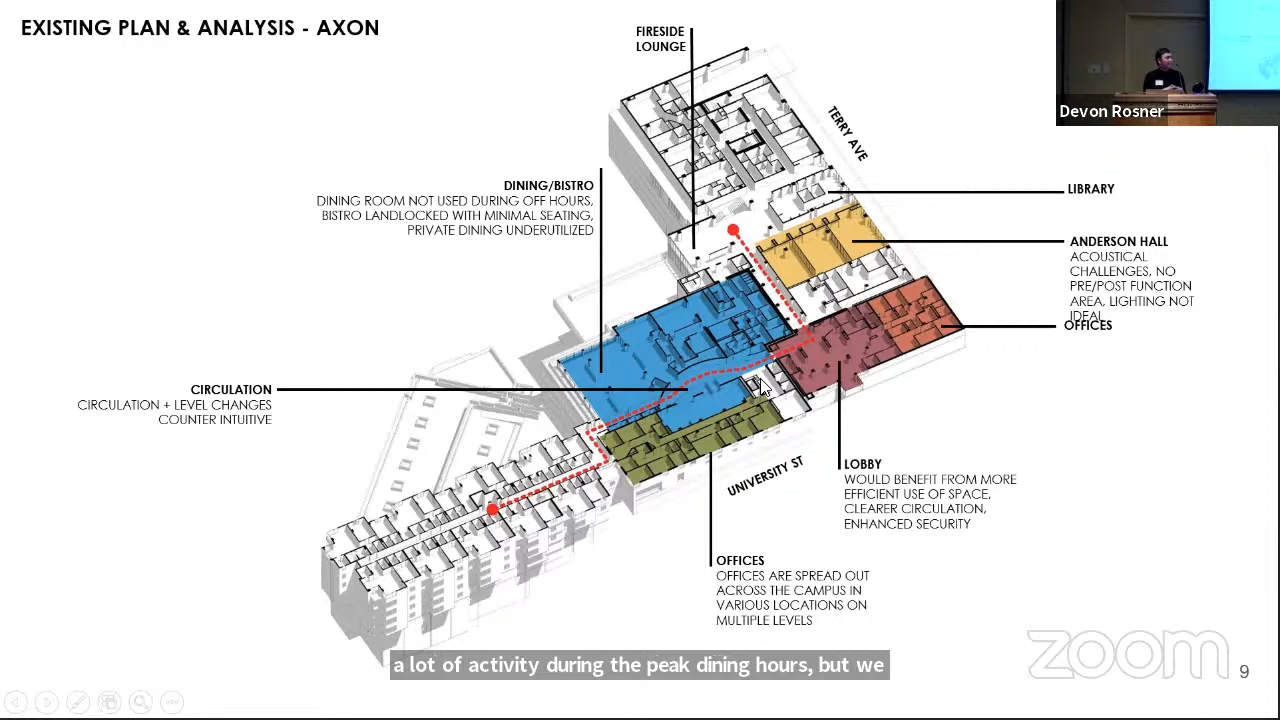 EXISTING PLAN & ANALYSIS - AXON
FIRESIDE
LOUNGE
TERRY AVE
Devon Rosner
DINING/BISTRO
DINING ROOM NOT USED DURING OFF HOURS,
BISTRO LANDLOCKED WITH MINIMAL SEATING,
PRIVATE DINING UNDERUTILIZED
LIBRARY
ANDERSON HALL
ACOUSTICAL
CHALLENGES, NO
PRE/POST FUNCTION
AREA, LIGHTING NOT
IDEAL
OFFICES
CIRCULATION
CIRCULATION + LEVEL CHANGES
COUNTER INTUITIVE
UNIVERSITY ST
LOBBY
WOULD BENEFIT FROM MORE
EFFICIENT USE OF SPACE,
CLEARER CIRCULATION,
ENHANCED SECURITY
OFFICES
OFFICES ARE SPREAD OUT
ACROSS THE CAMPUS IN
VARIOUS LOCATIONS ON
MULTIPLE LEVELS
a lot of activity during the peak dining hours, but we
zoom
9